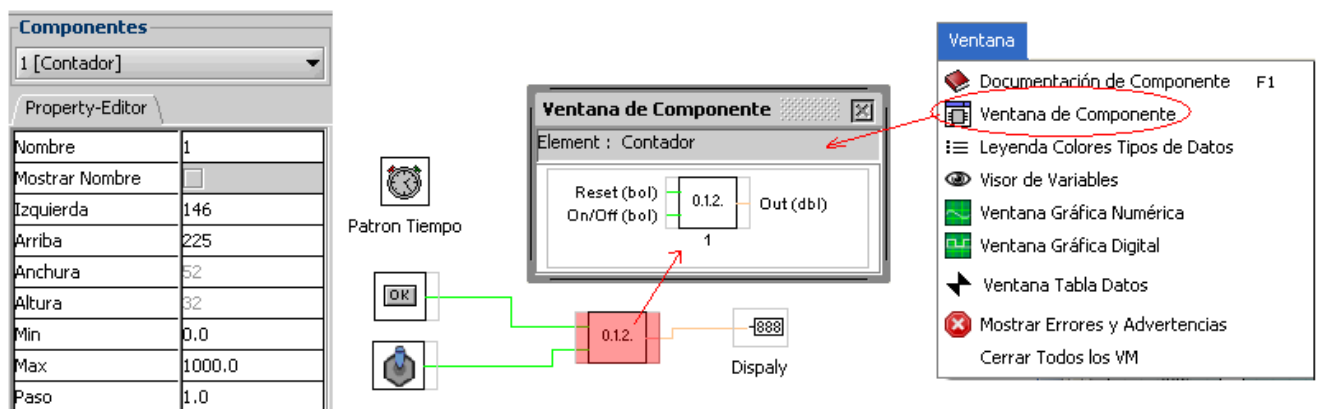 Componentes
1 [Contador]
Property-Editor
Nombre 1
Mostrar Nombre
Izquierda 146
Arriba 225
Anchura 52
Altura 32
Min 0.0
Max 1000.0
Paso 1.0
Patron Tiempo
OK
0.1.2.
888
Dispaly
Ventana de Componente
Element : Contador
Reset (bol)
On/Off (bol)
0.1.2.
Out (dbl)
1
Ventana
Documentación de Componente F1
Ventana de Componente
Leyenda Colores Tipos de Datos
Visor de Variables
Ventana Gráfica Numérica
Ventana Gráfica Digital
Ventana Tabla Datos
Mostrar Errores y Advertencias
Cerrar Todos los VM